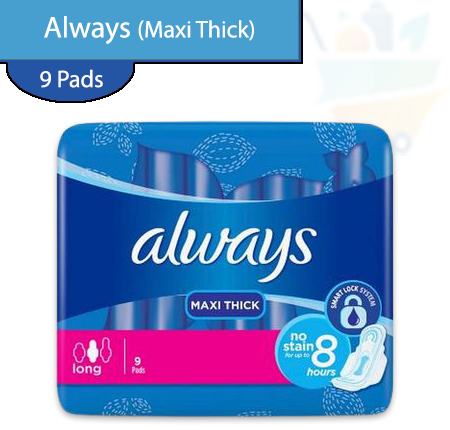 Always (Maxi Thick)
9 Pads
always
MAXI THICK
SMART LOCK SYSTEM
no
stain
for up to
8
hours
long
9
Pads